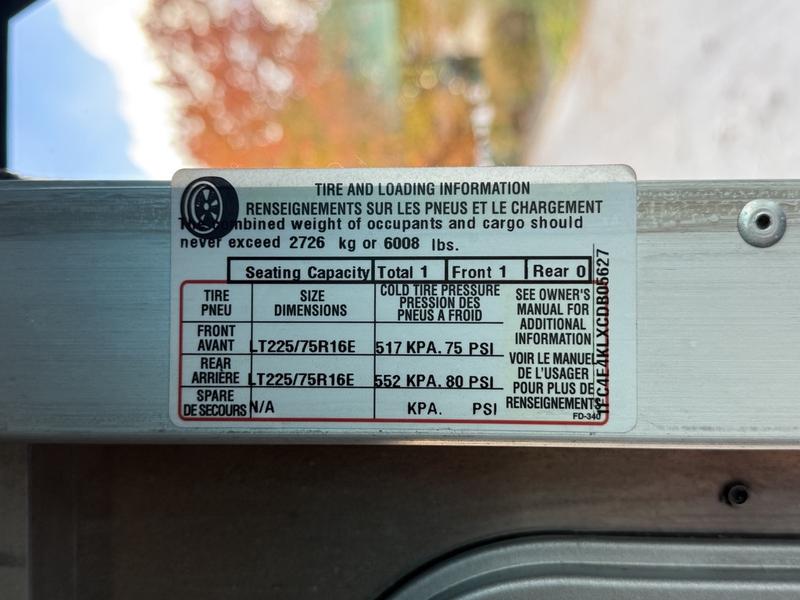 TIRE AND LOADING INFORMATION
RENSEIGNEMENTS SUR LES PNEUS ET LE CHARGEMENT
The combined weight of occupants and cargo should
never exceed 2726 kg or 6008 lbs.
Seating Capacity Total 1 Front 1 Rear 0
TIRE
PNEU
SIZE
DIMENSIONS
COLD TIRE PRESSURE
PRESSION DES
PNEUS A FROID
FRONT
AVANT
LT225/75R16E
517 KPA. 75 PSI
REAR
ARRIÈRE
LT225/75R16E
552 KPA. 80 PSI
SPARE
DE SECOURS
N/A
KPA. PSI
SEE OWNER'S
MANUAL FOR
ADDITIONAL
INFORMATION
VOIR LE MANUEL
DE L'USAGER
POUR PLUS DE
RENSEIGNEMENTS
FD-340
1FC4E4KLXCDB05627